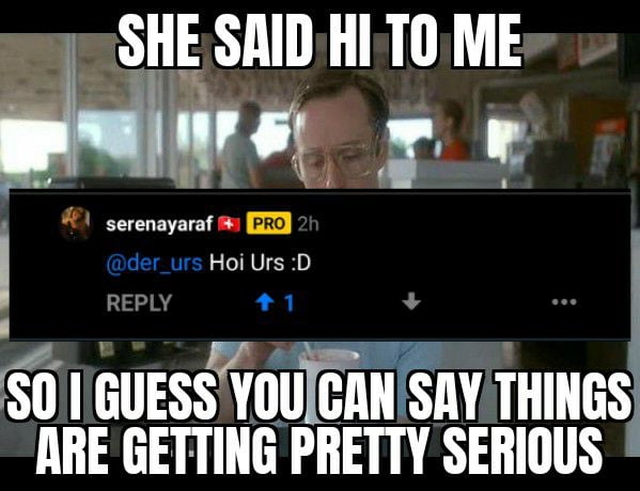 SHE SAID HI TO ME
serenayaraf 🇨🇭 PRO 2h
@der_urs Hoi Urs :D
REPLY 1
SO I GUESS YOU CAN SAY THINGS
ARE GETTING PRETTY SERIOUS